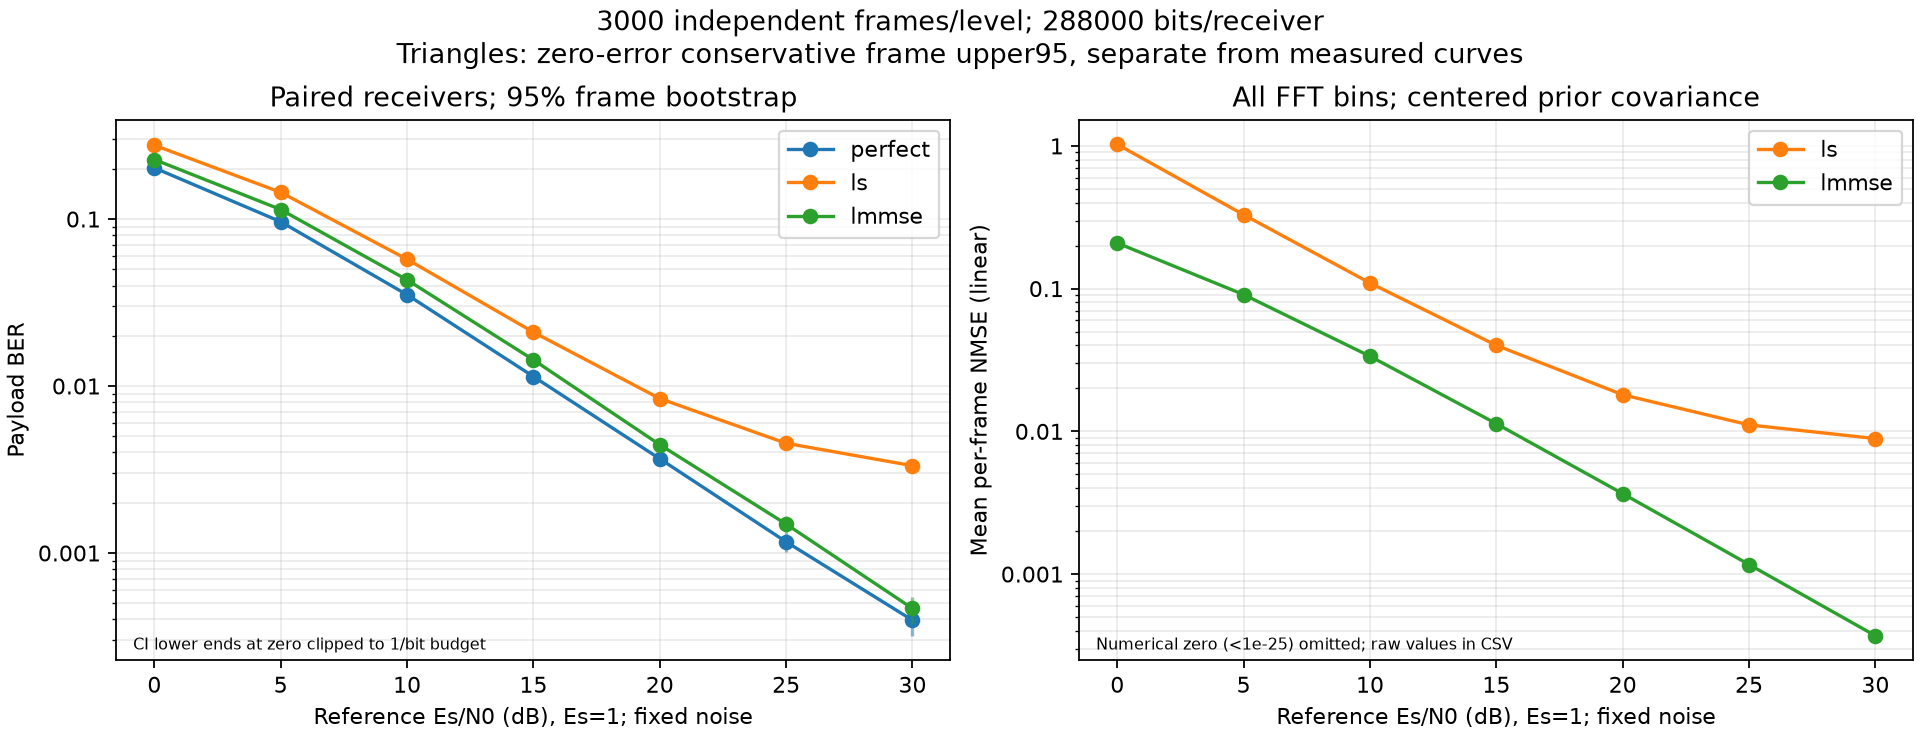 3000 independent frames/level; 288000 bits/receiver
Triangles: zero-error conservative frame upper95, separate from measured curves
Paired receivers; 95% frame bootstrap
perfect
ls
lmmse
Payload BER
0.1
0.01
0.001
CI lower ends at zero clipped to 1/bit budget
0 5 10 15 20 25 30
Reference Es/N0 (dB), Es=1; fixed noise
All FFT bins; centered prior covariance
ls
lmmse
Mean per-frame NMSE (linear)
1
0.1
0.01
0.001
Numerical zero (<1e-25) omitted; raw values in CSV
0 5 10 15 20 25 30
Reference Es/N0 (dB), Es=1; fixed noise